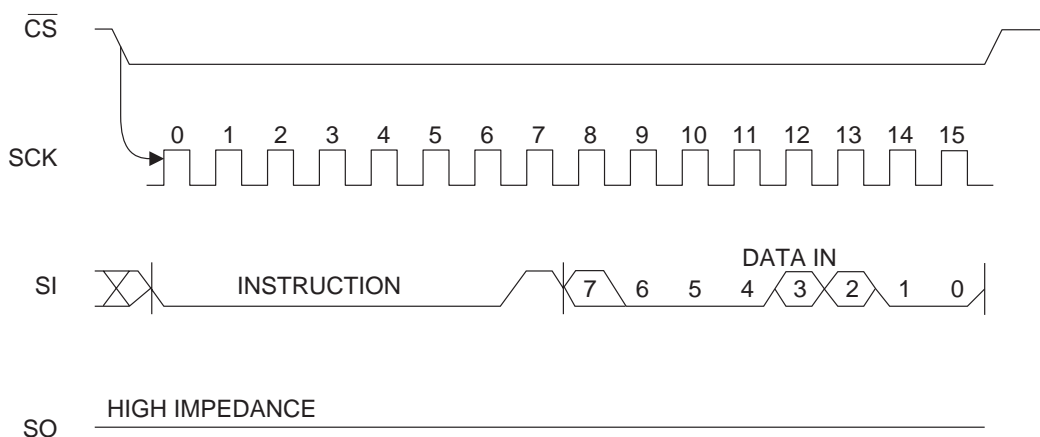 CS
0 1 2 3 4 5 6 7 8 9 10 11 12 13 14 15
SCK
DATA IN
SI INSTRUCTION 7 6 5 4 3 2 1 0
HIGH IMPEDANCE
SO